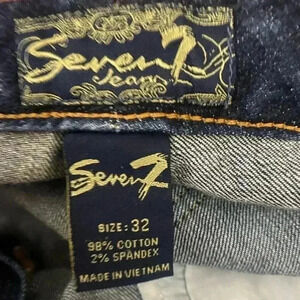 Seven7
Jeans
Seven7
SIZE: 32
98% COTTON
2% SPANDEX
MADE IN VIETNAM